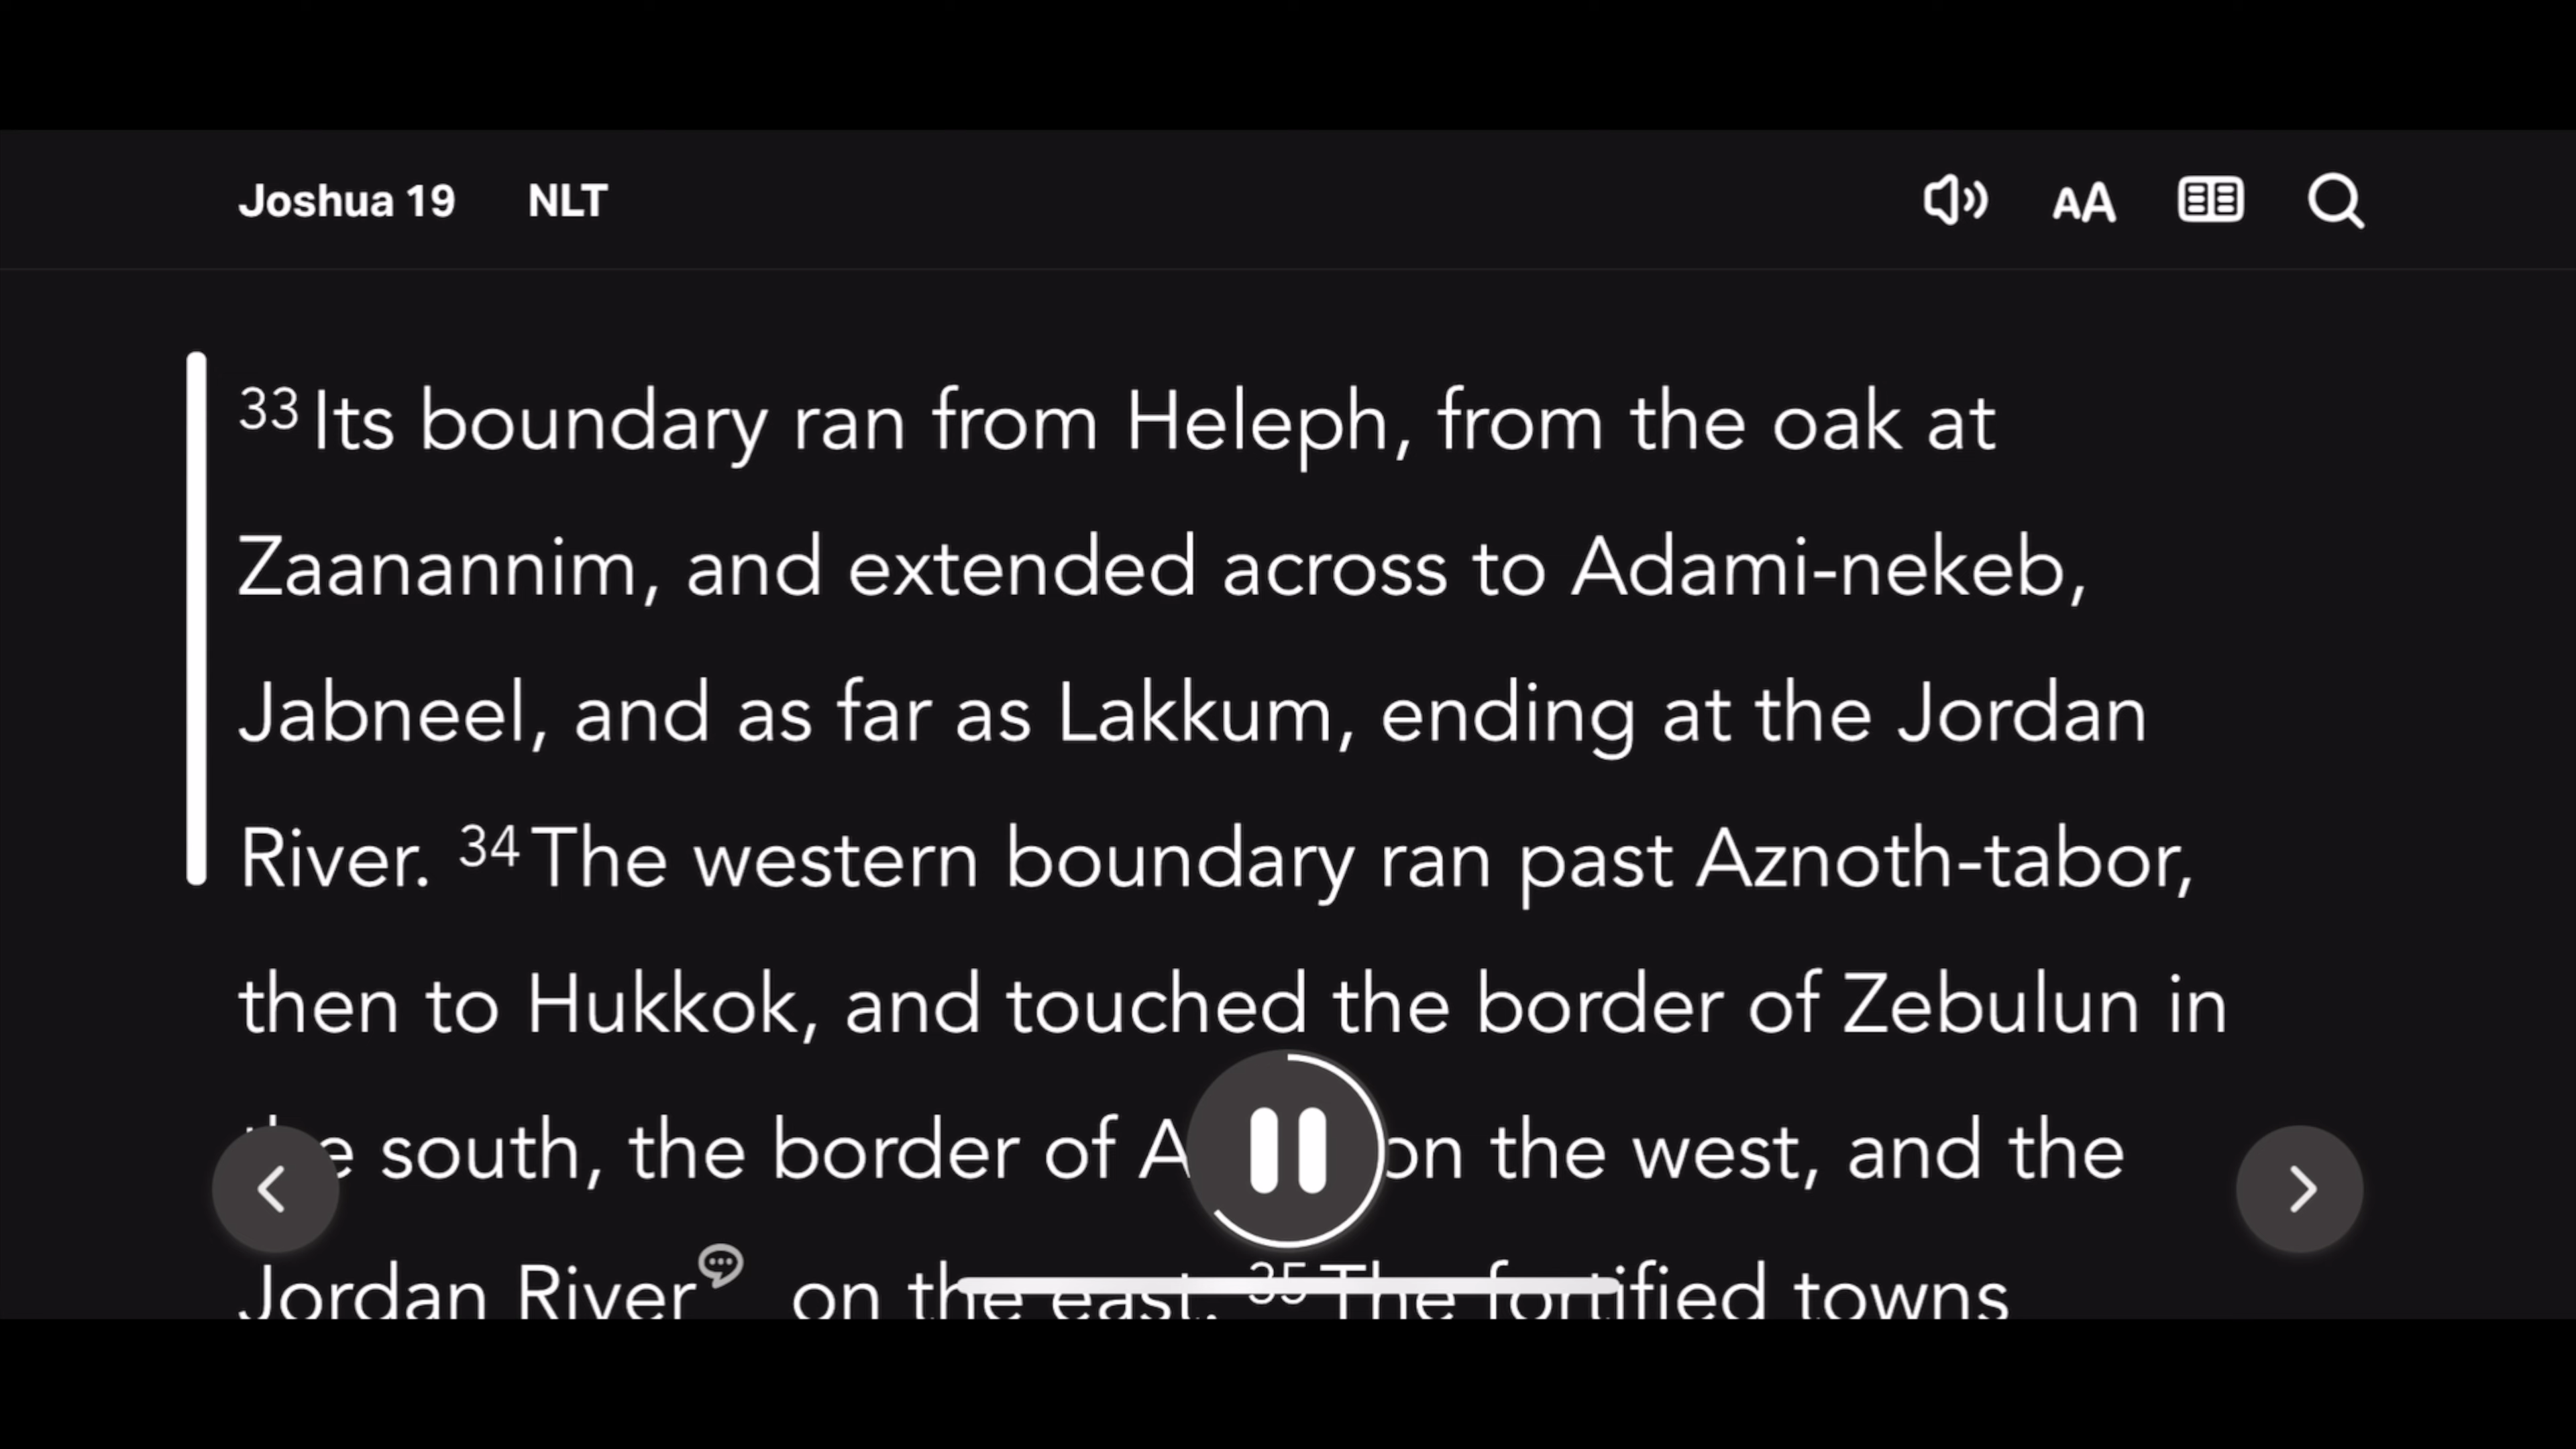 Joshua 19 NLT AA
33 Its boundary ran from Heleph, from the oak at
Zaanannim, and extended across to Adami-nekeb,
Jabneel, and as far as Lakkum, ending at the Jordan
River. 34 The western boundary ran past Aznoth-tabor,
then to Hukkok, and touched the border of Zebulun in
the south, the border of on the west, and the
Jordan River on the east. 35 The fortified towns